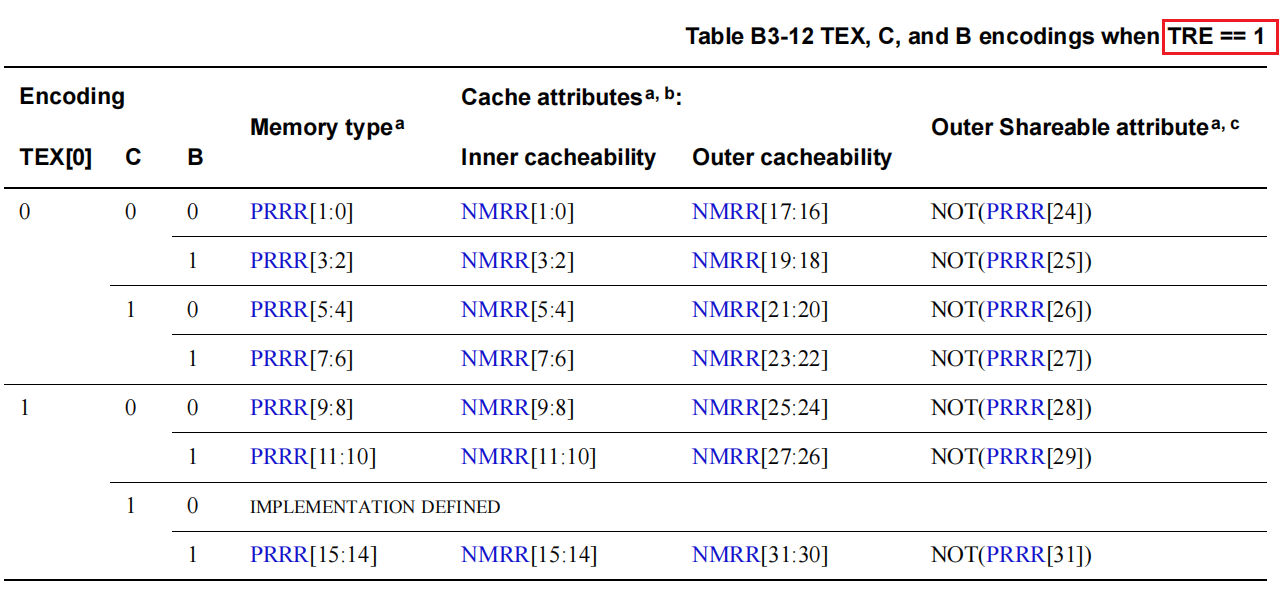 Table B3-12 TEX, C, and B encodings when TRE == 1
Encoding Cache attributesa, b:
Memory typea Outer Shareable attributea, c
TEX[0] C B Inner cacheability Outer cacheability
0 0 0 PRRR[1:0] NMRR[1:0] NMRR[17:16] NOT(PRRR[24])
1 PRRR[3:2] NMRR[3:2] NMRR[19:18] NOT(PRRR[25])
1 0 PRRR[5:4] NMRR[5:4] NMRR[21:20] NOT(PRRR[26])
1 PRRR[7:6] NMRR[7:6] NMRR[23:22] NOT(PRRR[27])
1 0 0 PRRR[9:8] NMRR[9:8] NMRR[25:24] NOT(PRRR[28])
1 PRRR[11:10] NMRR[11:10] NMRR[27:26] NOT(PRRR[29])
1 0 IMPLEMENTATION DEFINED
1 PRRR[15:14] NMRR[15:14] NMRR[31:30] NOT(PRRR[31])